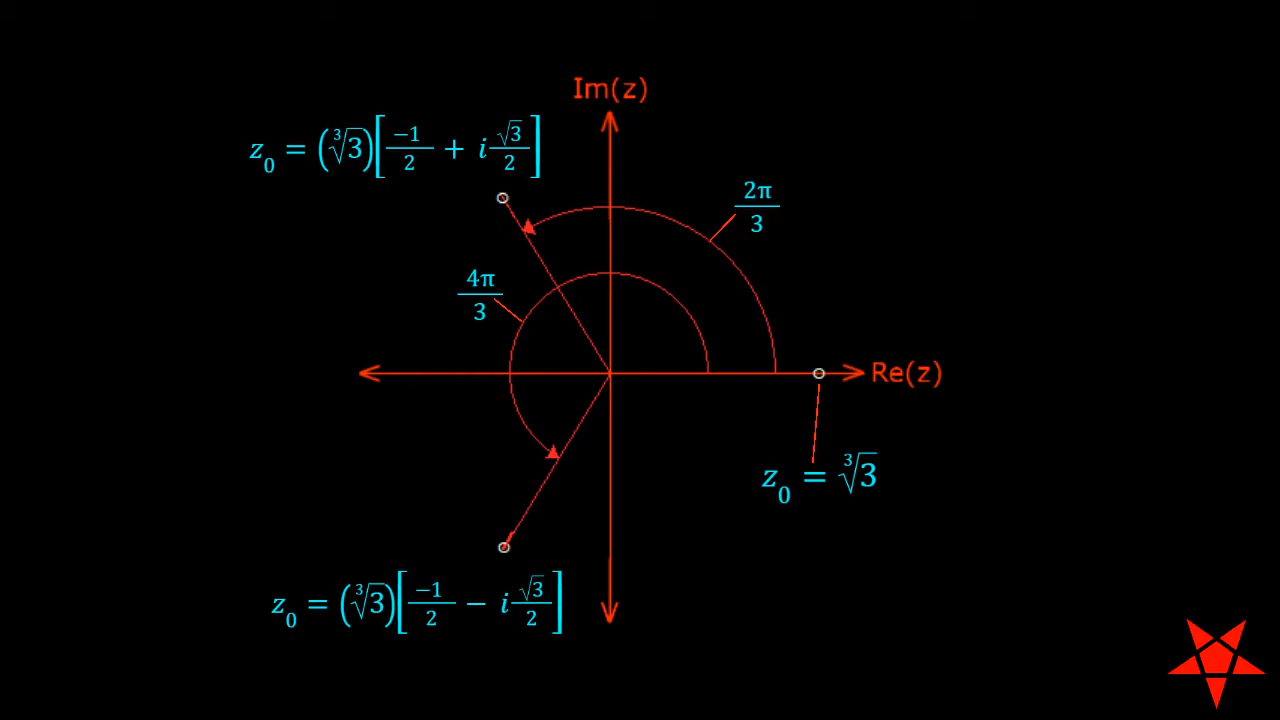 Im(z)
z₀ = (∛3)[−1/2 + i √3/2]
2π/3
4π/3
Re(z)
z₀ = ∛3
z₀ = (∛3)[−1/2 − i √3/2]